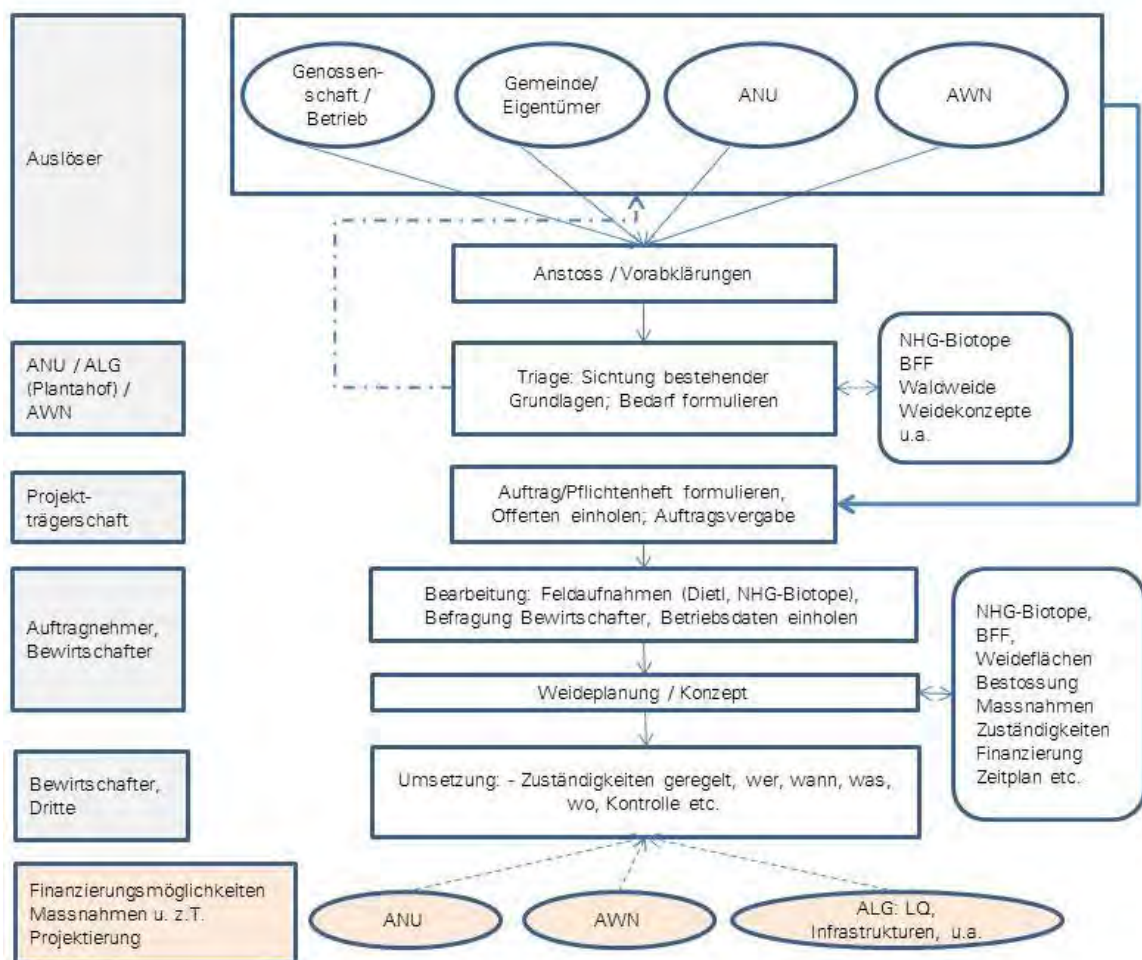 Auslöser
Genossen-
schaft /
Betrieb
Gemeinde/
Eigentümer
ANU
AWN
Anstoss / Vorabklärungen
ANU / ALG
(Plantahof) /
AWN
Triage: Sichtung bestehender
Grundlagen; Bedarf formulieren
NHG-Biotope
BFF
Waldweide
Weidekonzepte
u.a.
Projekt-
trägerschaft
Auftrag/Pflichtenheft formulieren,
Offerten einholen; Auftragsvergabe
Auftragnehmer,
Bewirtschafter
Bearbeitung: Feldaufnahmen (Dietl, NHG-Biotope),
Befragung Bewirtschafter, Betriebsdaten einholen
Weideplanung / Konzept
NHG-Biotope,
BFF,
Weideflächen
Bestossung
Massnahmen
Zuständigkeiten
Finanzierung
Zeitplan etc.
Bewirtschafter,
Dritte
Umsetzung: - Zuständigkeiten geregelt, wer, wann, was,
wo, Kontrolle etc.
Finanzierungsmöglichkeiten
Massnahmen u. z.T.
Projektierung
ANU
AWN
ALG: LQ,
Infrastrukturen, u.a.